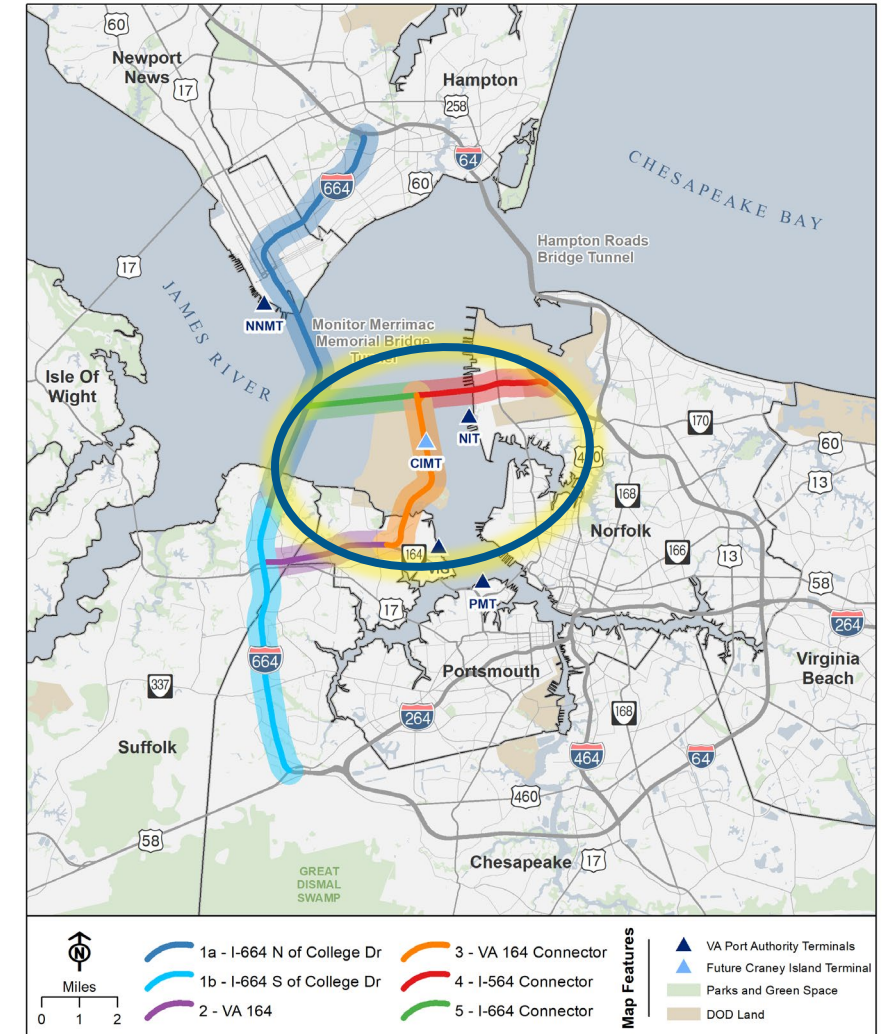 60
Newport
News
17
Hampton
258
64
664
60
CHESAPEAKE BAY
Hampton Roads
Bridge Tunnel
17
JAMES RIVER
NNMT
Monitor Merrimac
Memorial Bridge
Tunnel
Isle Of
Wight
NIT
170
CIMT
60
13
168
Norfolk
164
166
13
58
PMT
17
264
664
Portsmouth
Virginia
Beach
337
264
168
Suffolk
464
64
460
58
Chesapeake
17
GREAT
DISMAL
SWAMP
N
Miles
0 1 2
1a - I-664 N of College Dr
1b - I-664 S of College Dr
2 - VA 164
3 - VA 164 Connector
4 - I-564 Connector
5 - I-664 Connector
Map Features
VA Port Authority Terminals
Future Craney Island Terminal
Parks and Green Space
DOD Land